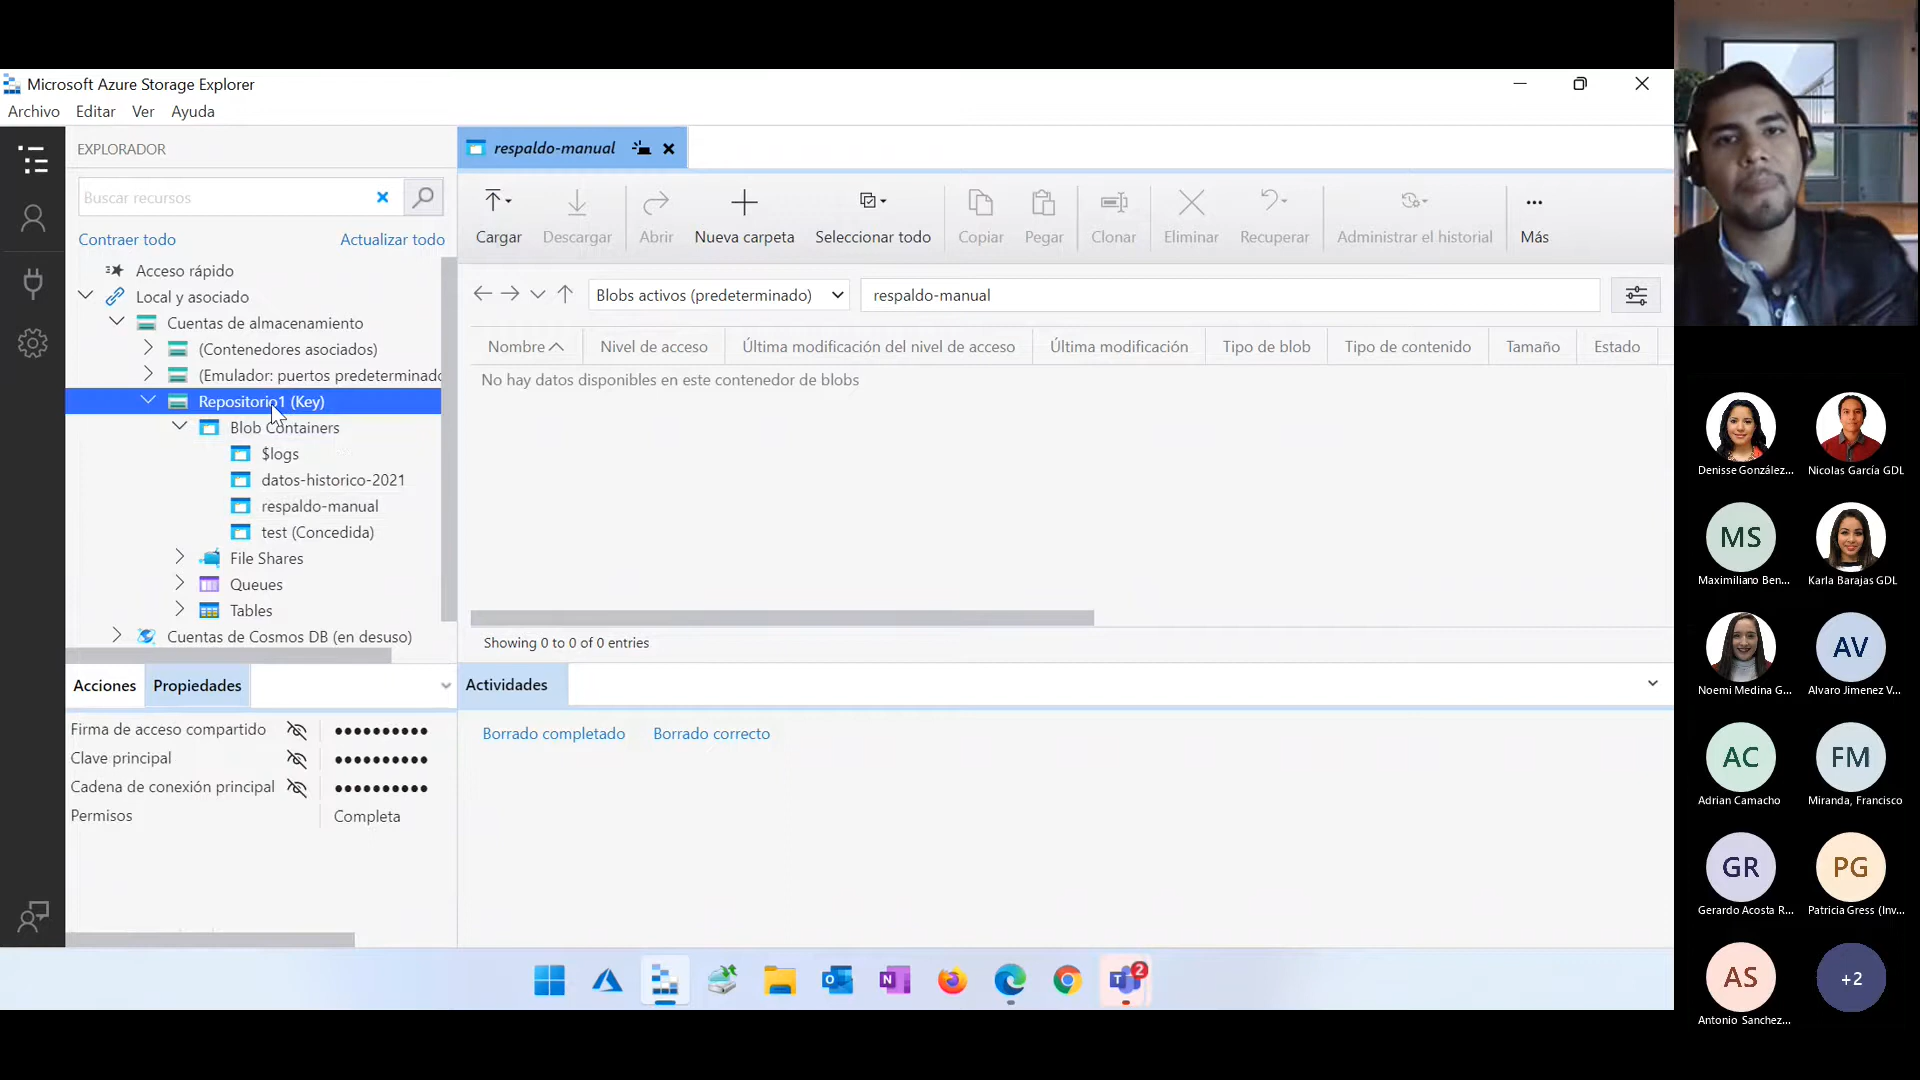 Microsoft Azure Storage Explorer
Archivo Editar Ver Ayuda
EXPLORADOR
Buscar recursos
Contraer todo Actualizar todo
Acceso rápido
Local y asociado
Cuentas de almacenamiento
(Contenedores asociados)
(Emulador: puertos predeterminado
Repositorio1 (Key)
Blob Containers
$logs
datos-historico-2021
respaldo-manual
test (Concedida)
File Shares
Queues
Tables
Cuentas de Cosmos DB (en desuso)
Acciones Propiedades
Firma de acceso compartido ••••••••••
Clave principal ••••••••••
Cadena de conexión principal ••••••••••
Permisos Completa
respaldo-manual
Cargar Descargar Abrir Nueva carpeta Seleccionar todo Copiar Pegar Clonar Eliminar Recuperar Administrar el historial Más
Blobs activos (predeterminado) respaldo-manual
Nombre Nivel de acceso Última modificación del nivel de acceso Última modificación Tipo de blob Tipo de contenido Tamaño Estado
No hay datos disponibles en este contenedor de blobs
Showing 0 to 0 of 0 entries
Actividades
Borrado completado Borrado correcto
2
Denisse González... Nicolas García GDL
MS
Maximiliano Ben... Karla Barajas GDL
AV
Noemi Medina G... Alvaro Jimenez V...
AC FM
Adrian Camacho Miranda, Francisco
GR PG
Gerardo Acosta R... Patricia Gress (Inv...
AS +2
Antonio Sanchez...